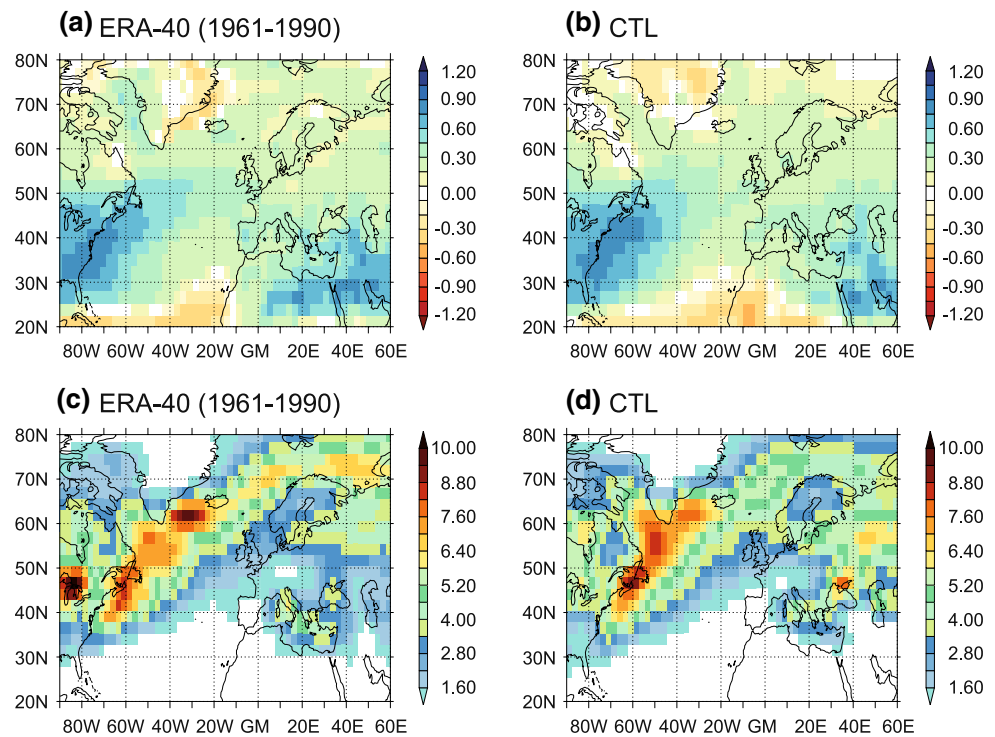 (a) ERA-40 (1961-1990)
80N
70N
60N
50N
40N
30N
20N
80W 60W 40W 20W GM 20E 40E 60E
1.20
0.90
0.60
0.30
0.00
-0.30
-0.60
-0.90
-1.20
(b) CTL
80N
70N
60N
50N
40N
30N
20N
80W 60W 40W 20W GM 20E 40E 60E
1.20
0.90
0.60
0.30
0.00
-0.30
-0.60
-0.90
-1.20
(c) ERA-40 (1961-1990)
80N
70N
60N
50N
40N
30N
20N
80W 60W 40W 20W GM 20E 40E 60E
10.00
8.80
7.60
6.40
5.20
4.00
2.80
1.60
(d) CTL
80N
70N
60N
50N
40N
30N
20N
80W 60W 40W 20W GM 20E 40E 60E
10.00
8.80
7.60
6.40
5.20
4.00
2.80
1.60